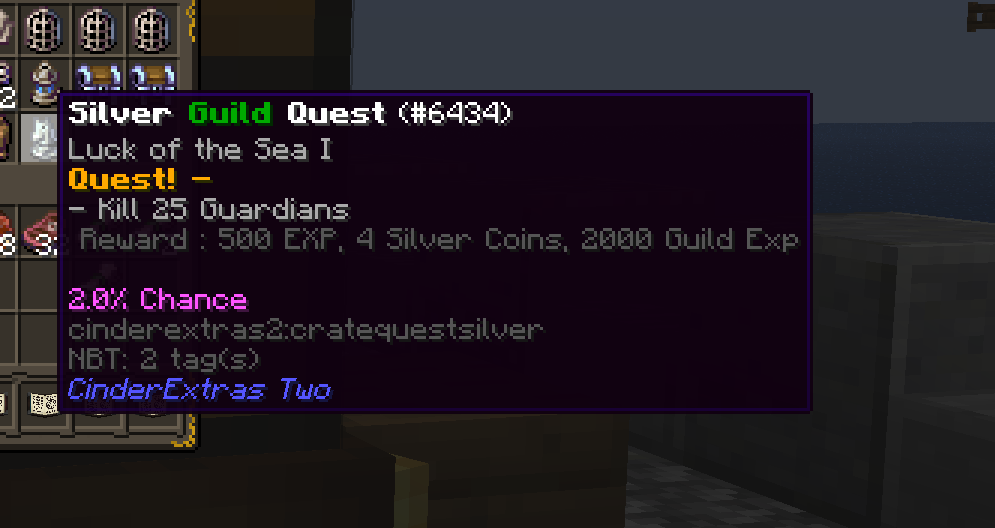 Silver Guild Quest (#6434)
Luck of the Sea I
Quest! -
- Kill 25 Guardians
Reward : 500 EXP, 4 Silver Coins, 2000 Guild Exp
2.0% Chance
cinderextras2:cratequestsilver
NBT: 2 tag(s)
CinderExtras Two